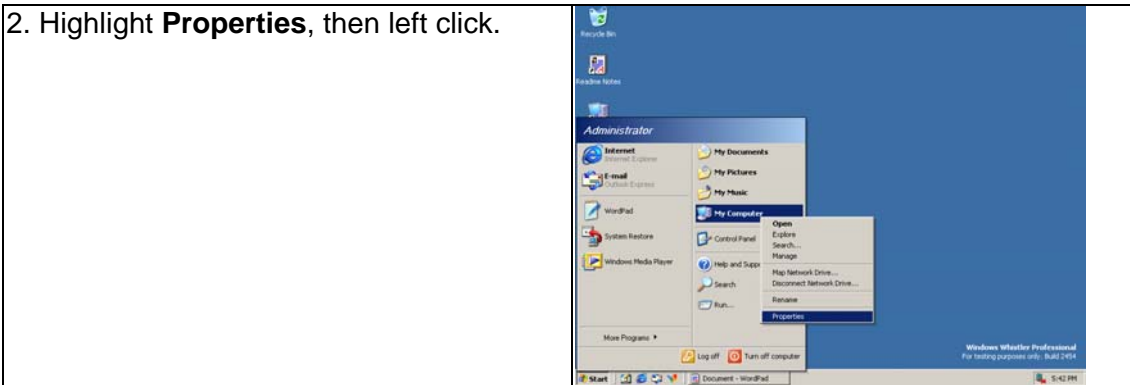 2. Highlight Properties, then left click.
Recycle Bin
Readme Notes
Administrator
Internet
Internet Explorer
E-mail
Outlook Express
WordPad
System Restore
Windows Media Player
More Programs
My Documents
My Pictures
My Music
My Computer
Control Panel
Help and Suppo
Search
Run...
Open
Explore
Search...
Manage
Map Network Drive...
Disconnect Network Drive...
Rename
Properties
Log off
Turn off computer
Windows Whistler Professional
For testing purposes only. Build 2454
Start
Document - WordPad
5:42 PM